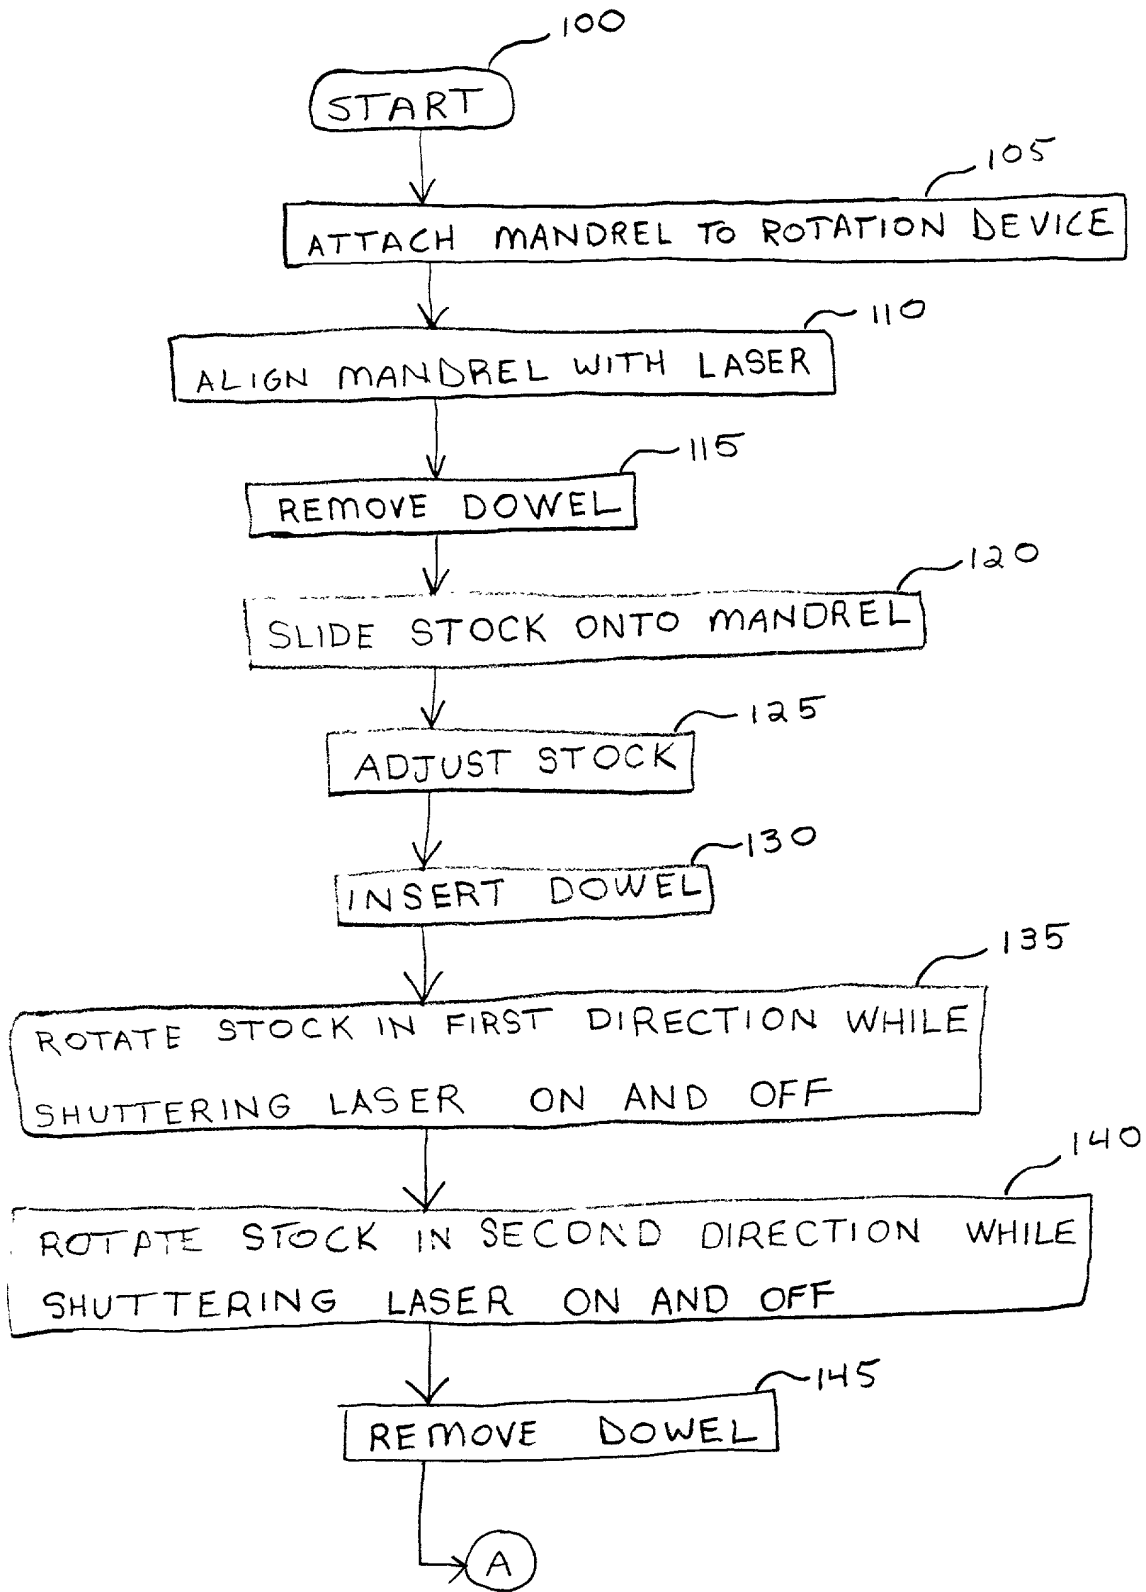 100
START
105
ATTACH MANDREL TO ROTATION DEVICE
110
ALIGN MANDREL WITH LASER
115
REMOVE DOWEL
120
SLIDE STOCK ONTO MANDREL
125
ADJUST STOCK
130
INSERT DOWEL
135
ROTATE STOCK IN FIRST DIRECTION WHILE
SHUTTERING LASER ON AND OFF
140
ROTATE STOCK IN SECOND DIRECTION WHILE
SHUTTERING LASER ON AND OFF
145
REMOVE DOWEL
A